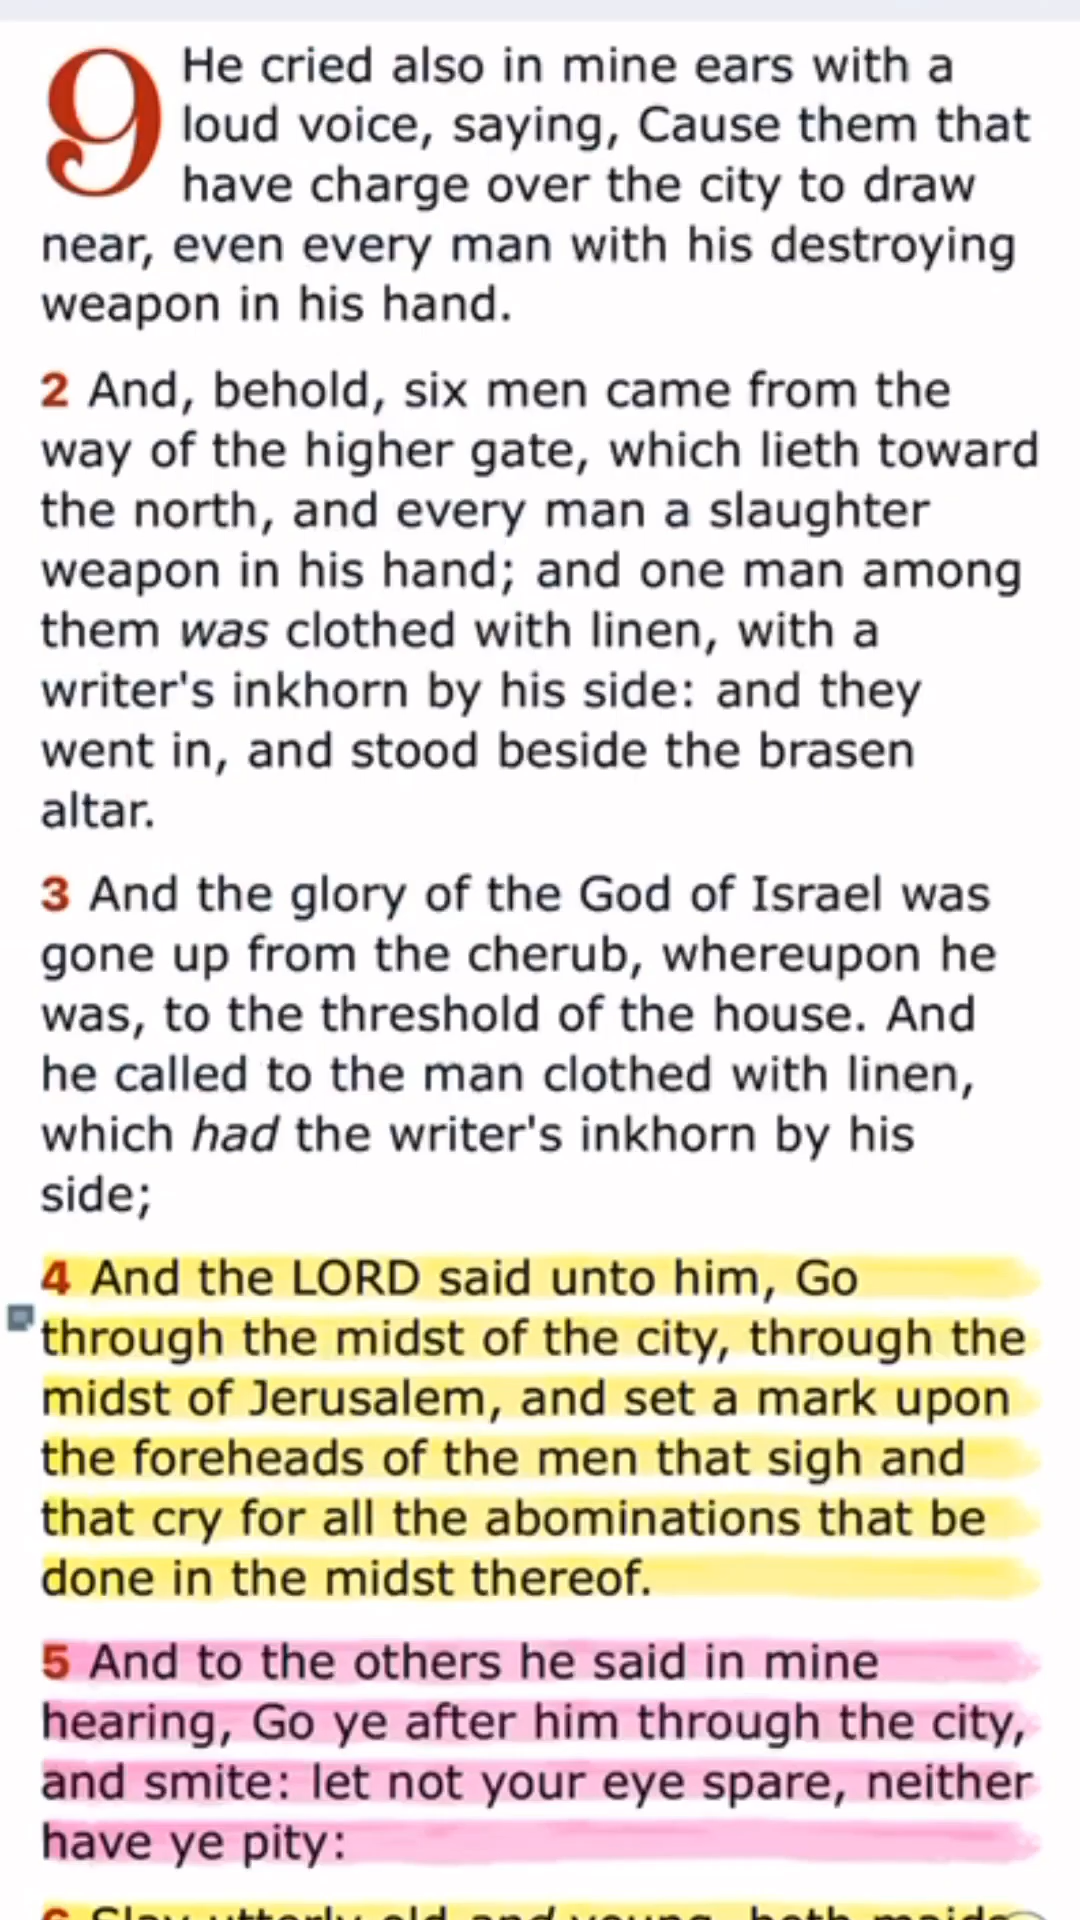 9 He cried also in mine ears with a
loud voice, saying, Cause them that
have charge over the city to draw
near, even every man with his destroying
weapon in his hand.
2 And, behold, six men came from the
way of the higher gate, which lieth toward
the north, and every man a slaughter
weapon in his hand; and one man among
them was clothed with linen, with a
writer's inkhorn by his side: and they
went in, and stood beside the brasen
altar.
3 And the glory of the God of Israel was
gone up from the cherub, whereupon he
was, to the threshold of the house. And
he called to the man clothed with linen,
which had the writer's inkhorn by his
side;
4 And the LORD said unto him, Go
through the midst of the city, through the
midst of Jerusalem, and set a mark upon
the foreheads of the men that sigh and
that cry for all the abominations that be
done in the midst thereof.
5 And to the others he said in mine
hearing, Go ye after him through the city,
and smite: let not your eye spare, neither
have ye pity:
6 Slay utterly old and young, both maids